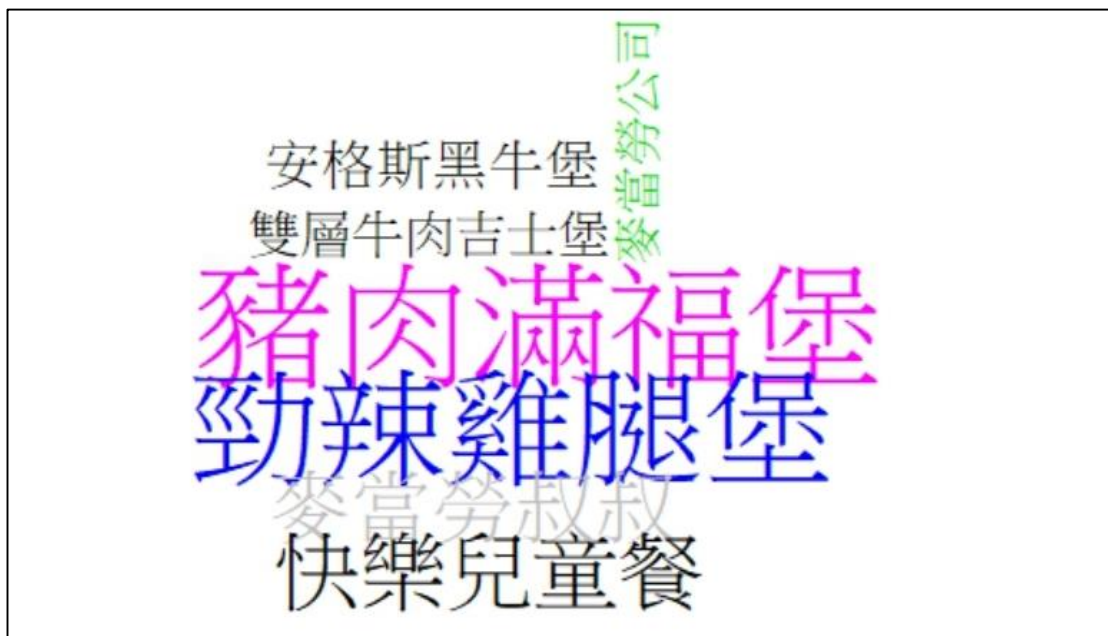 麥當勞公司
安格斯黑牛堡
雙層牛肉吉士堡
豬肉滿福堡
勁辣雞腿堡
麥當勞叔叔
快樂兒童餐